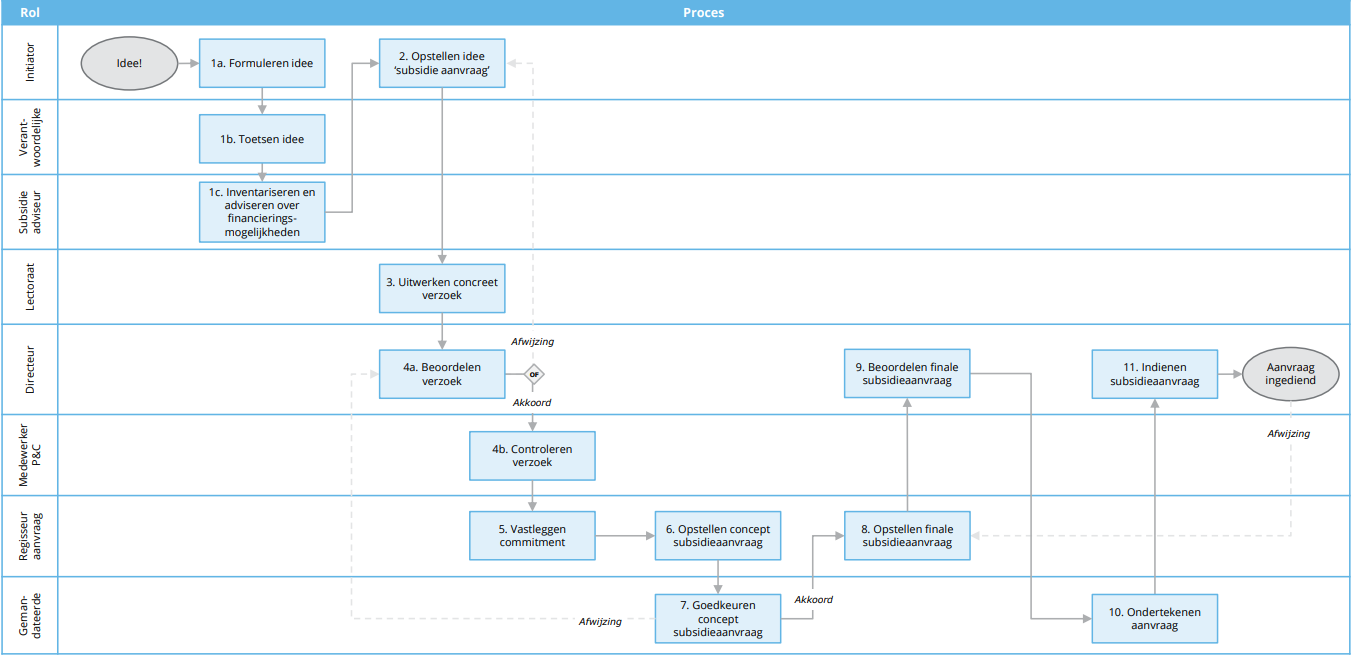 Rol
Proces
Initiator
Idee!
1a. Formuleren idee
2. Opstellen idee
‘subsidie aanvraag’
Verant-
woordelijke
1b. Toetsen idee
Subsidie
adviseur
1c. Inventariseren en
adviseren over
financierings-
mogelijkheden
Lectoraat
3. Uitwerken concreet
verzoek
Directeur
Afwijzing
4a. Beoordelen
verzoek
OF
Akkoord
9. Beoordelen finale
subsidieaanvraag
11. Indienen
subsidieaanvraag
Aanvraag
ingediend
Medewerker
P&C
4b. Controleren
verzoek
Afwijzing
Regisseur
aanvraag
5. Vastleggen
commitment
6. Opstellen concept
subsidieaanvraag
8. Opstellen finale
subsidieaanvraag
Geman-
dateerde
Afwijzing
7. Goedkeuren
concept
subsidieaanvraag
Akkoord
10. Ondertekenen
aanvraag